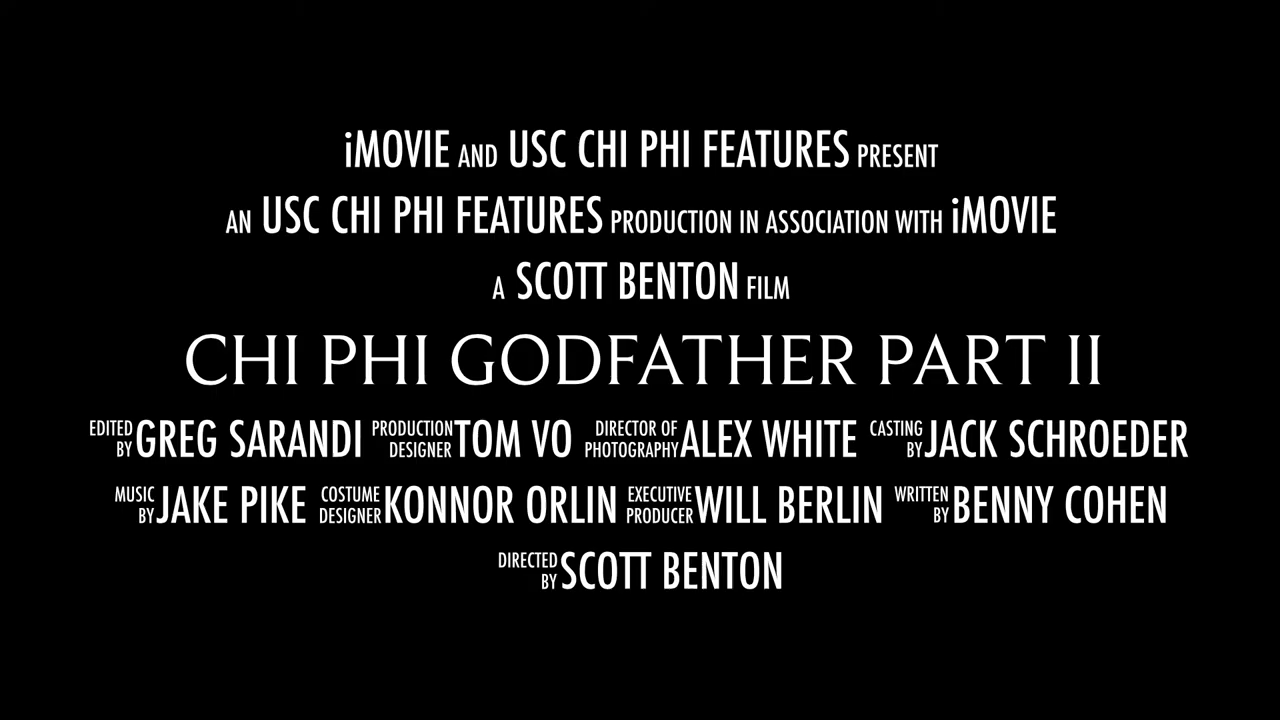 iMOVIE AND USC CHI PHI FEATURES PRESENT
AN USC CHI PHI FEATURES PRODUCTION IN ASSOCIATION WITH iMOVIE
A SCOTT BENTON FILM
CHI PHI GODFATHER PART II
EDITED BY GREG SARANDI PRODUCTION DESIGNER TOM VO DIRECTOR OF PHOTOGRAPHY ALEX WHITE CASTING BY JACK SCHROEDER
MUSIC BY JAKE PIKE COSTUME DESIGNER KONNOR ORLIN EXECUTIVE PRODUCER WILL BERLIN WRITTEN BY BENNY COHEN
DIRECTED BY SCOTT BENTON